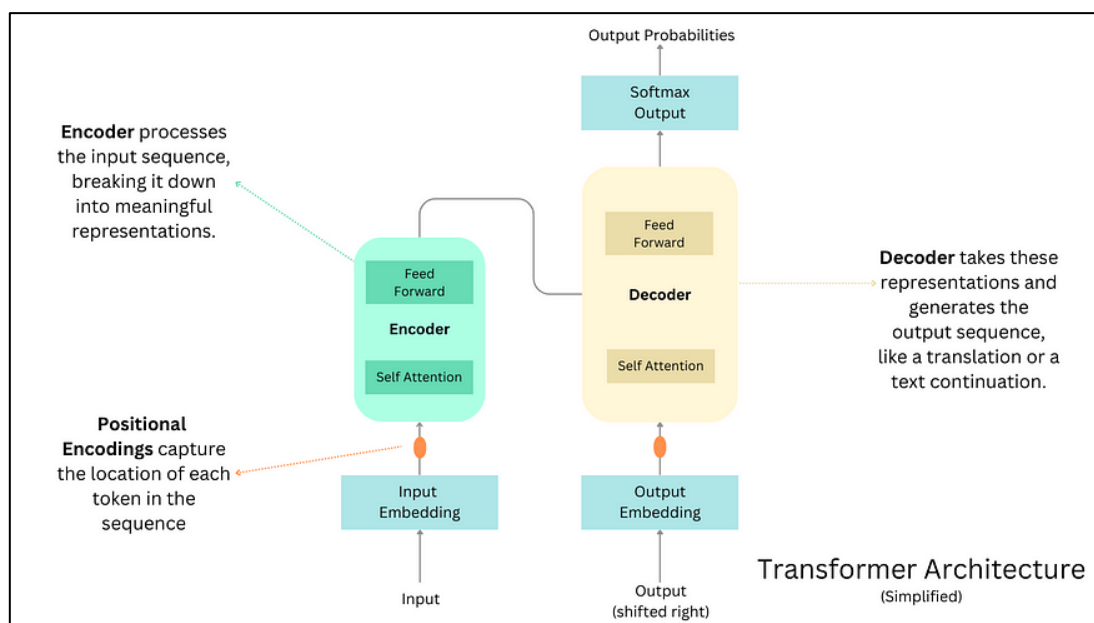 Output Probabilities
Softmax
Output
Encoder processes
the input sequence,
breaking it down
into meaningful
representations.
Feed
Forward
Encoder
Self Attention
Feed
Forward
Decoder
Self Attention
Decoder takes these
representations and
generates the
output sequence,
like a translation or a
text continuation.
Positional
Encodings capture
the location of each
token in the
sequence
Input
Embedding
Output
Embedding
Input
Output
(shifted right)
Transformer Architecture
(Simplified)